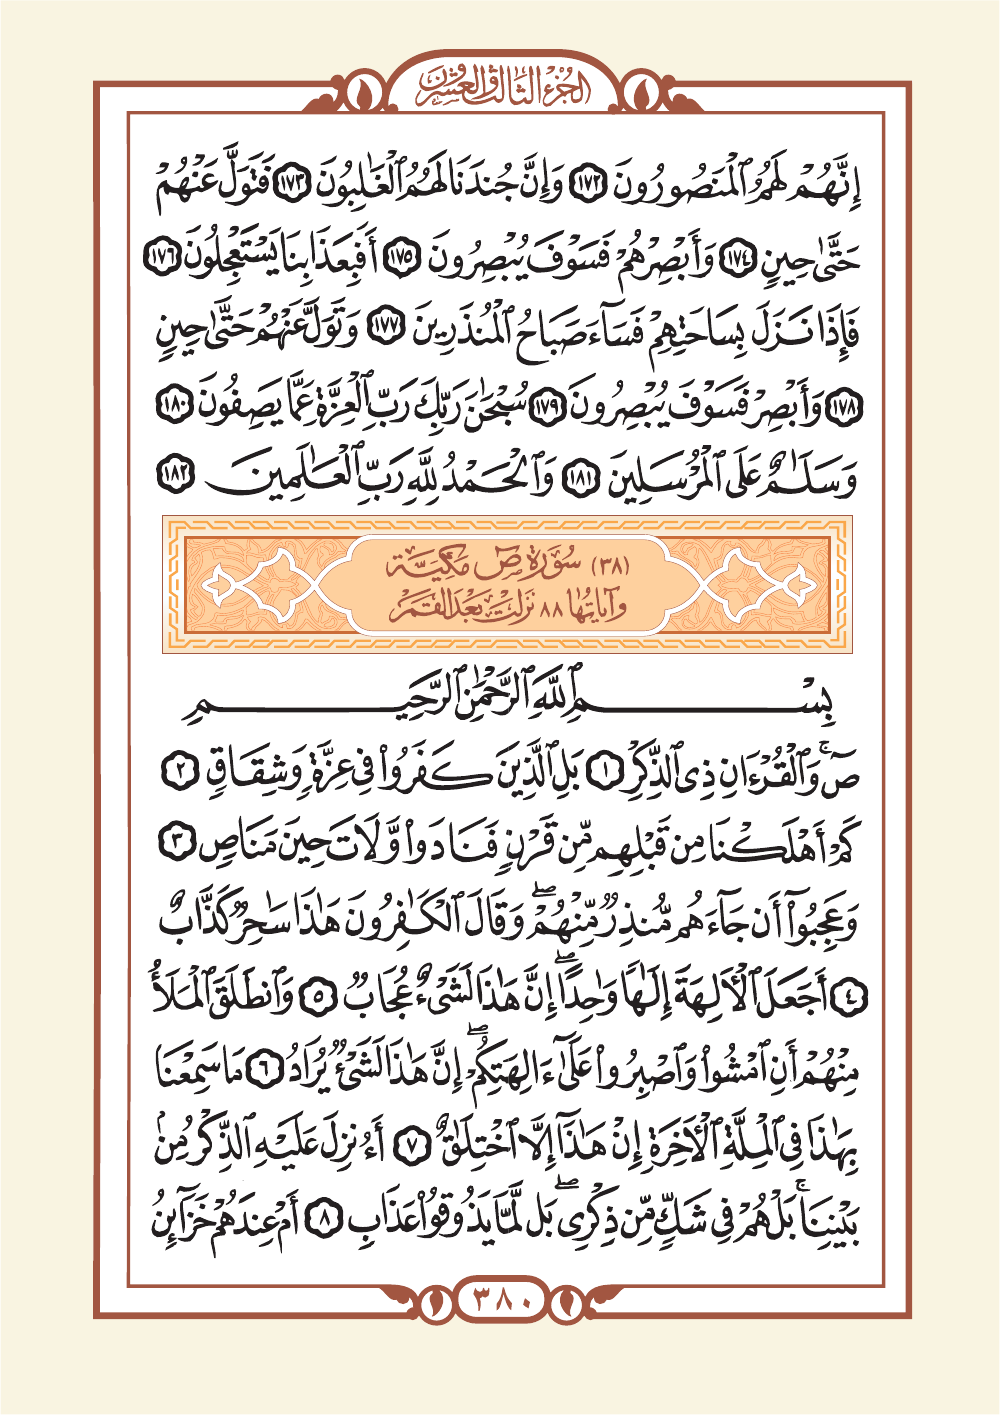 الجزء الثالث والعشرون
إِنَّهُمْ لَهُمُ ٱلْمَنصُورُونَ ١٧٢ وَإِنَّ جُندَنَا لَهُمُ ٱلْغَٰلِبُونَ ١٧٣ فَتَوَلَّ عَنْهُمْ
حَتَّىٰ حِينٍ ١٧٤ وَأَبْصِرْهُمْ فَسَوْفَ يُبْصِرُونَ ١٧٥ أَفَبِعَذَابِنَا يَسْتَعْجِلُونَ ١٧٦
فَإِذَا نَزَلَ بِسَاحَتِهِمْ فَسَآءَ صَبَاحُ ٱلْمُنذَرِينَ ١٧٧ وَتَوَلَّ عَنْهُمْ حَتَّىٰ حِينٍ
١٧٨ وَأَبْصِرْ فَسَوْفَ يُبْصِرُونَ ١٧٩ سُبْحَٰنَ رَبِّكَ رَبِّ ٱلْعِزَّةِ عَمَّا يَصِفُونَ ١٨٠
وَسَلَٰمٌ عَلَى ٱلْمُرْسَلِينَ ١٨١ وَٱلْحَمْدُ لِلَّهِ رَبِّ ٱلْعَٰلَمِينَ ١٨٢
(٣٨) سُورَة صٓ مَكِيَّة
وآياتها ٨٨ نزلت بعد القمر
بِسْمِ ٱللَّهِ ٱلرَّحْمَٰنِ ٱلرَّحِيمِ
صٓ ۚ وَٱلْقُرْءَانِ ذِى ٱلذِّكْرِ ١ بَلِ ٱلَّذِينَ كَفَرُوا۟ فِى عِزَّةٍ وَشِقَاقٍ ٢
كَمْ أَهْلَكْنَا مِن قَبْلِهِم مِّن قَرْنٍ فَنَادَوا۟ وَّلَاتَ حِينَ مَنَاصٍ ٣
وَعَجِبُوٓا۟ أَن جَآءَهُم مُّنذِرٌ مِّنْهُمْ ۖ وَقَالَ ٱلْكَٰفِرُونَ هَٰذَا سَٰحِرٌ كَذَّابٌ
٤ أَجَعَلَ ٱلْأَلِهَةَ إِلَٰهًا وَٰحِدًا ۖ إِنَّ هَٰذَا لَشَىْءٌ عُجَابٌ ٥ وَٱنطَلَقَ ٱلْمَلَأُ
مِنْهُمْ أَنِ ٱمْشُوا۟ وَٱصْبِرُوا۟ عَلَىٰٓ ءَالِهَتِكُمْ ۖ إِنَّ هَٰذَا لَشَىْءٌ يُرَادُ ٦ مَا سَمِعْنَا
بِهَٰذَا فِى ٱلْمِلَّةِ ٱلْأَخِرَةِ إِنْ هَٰذَآ إِلَّا ٱخْتِلَٰقٌ ٧ أَءُنزِلَ عَلَيْهِ ٱلذِّكْرُ مِنۢ
بَيْنِنَا ۚ بَلْ هُمْ فِى شَكٍّ مِّن ذِكْرِى ۖ بَل لَّمَّا يَذُوقُوا۟ عَذَابِ ٨ أَمْ عِندَهُمْ خَزَآئِنُ
٣٨٠